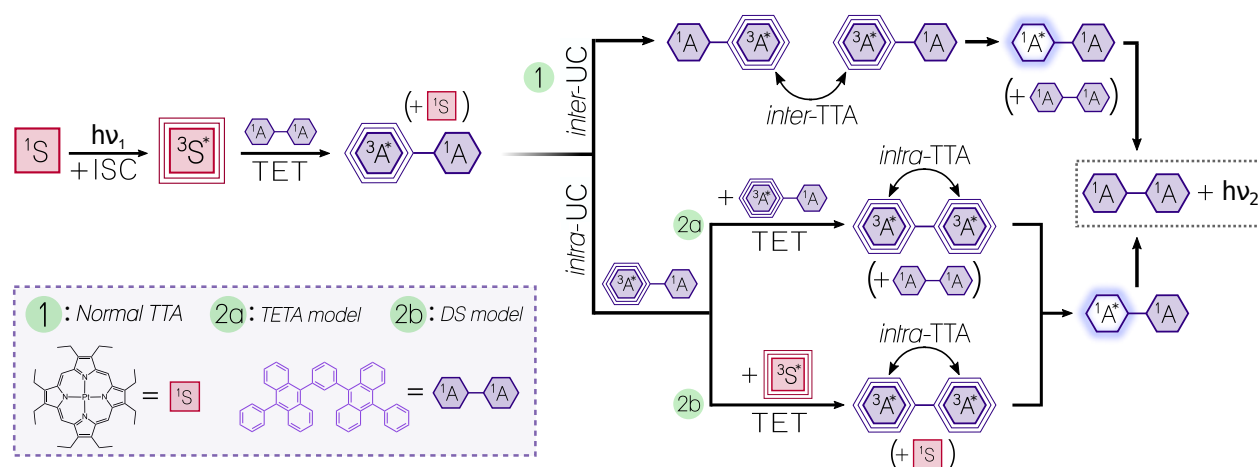 ¹S
hν₁
+ISC
³S*
¹A ¹A
TET
(+ ¹S)
³A* ¹A
1
inter-UC
intra-UC
¹A ³A*
³A* ¹A
inter-TTA
¹A* ¹A
(+ ¹A ¹A)
¹A ¹A + hν₂
³A* ¹A
2a
+ ³A* ¹A
TET
intra-TTA
³A* ³A*
(+ ¹A ¹A)
¹A* ¹A
2b
+ ³S*
TET
intra-TTA
³A* ³A*
(+ ¹S)
1: Normal TTA 2a: TETA model 2b: DS model
N
N Pt N
N
= ¹S
= ¹A ¹A